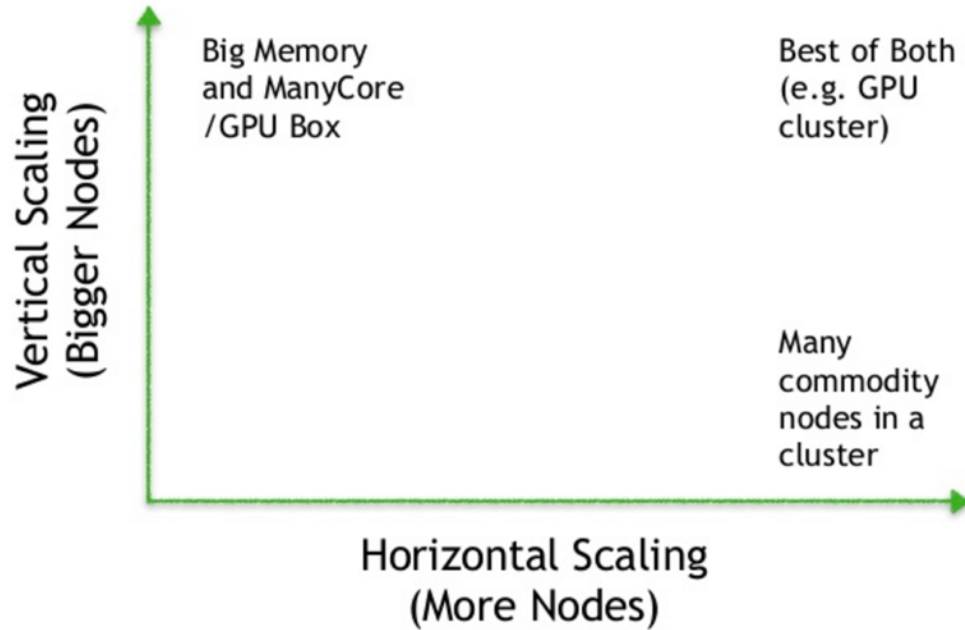 Vertical Scaling
(Bigger Nodes)
Big Memory
and ManyCore
/GPU Box
Best of Both
(e.g. GPU
cluster)
Many
commodity
nodes in a
cluster
Horizontal Scaling
(More Nodes)